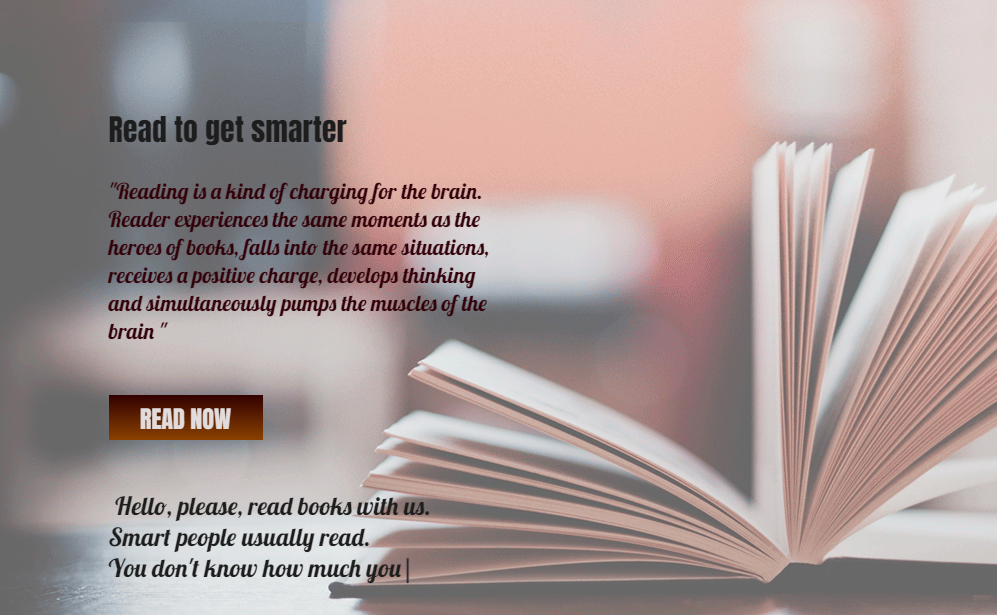 Read to get smarter
"Reading is a kind of charging for the brain.
Reader experiences the same moments as the
heroes of books, falls into the same situations,
receives a positive charge, develops thinking
and simultaneously pumps the muscles of the
brain "
READ NOW
Hello, please, read books with us.
Smart people usually read.
You don't know how much you|